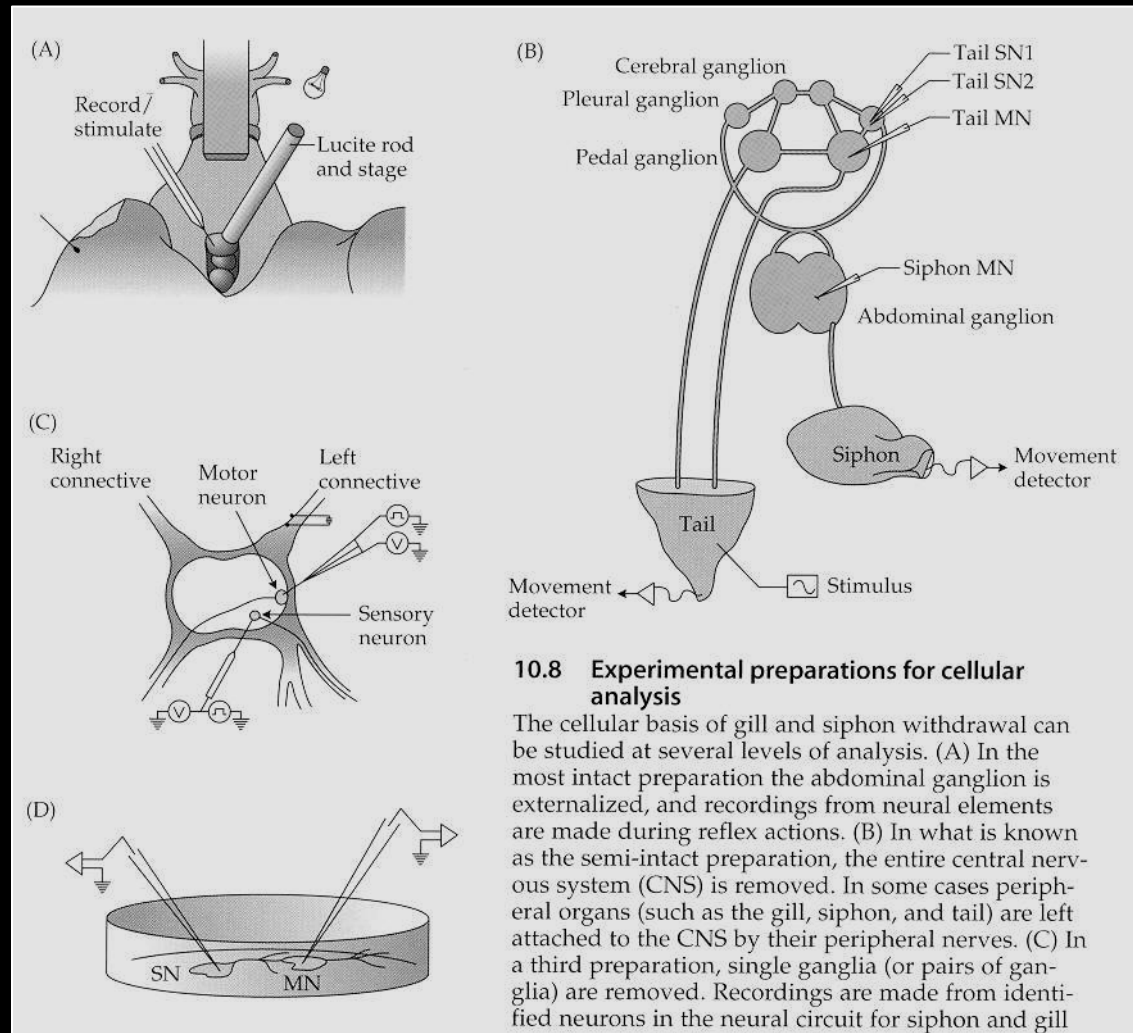 (A)
Record/
stimulate
Lucite rod
and stage
(B)
Cerebral ganglion
Pleural ganglion
Pedal ganglion
Tail SN1
Tail SN2
Tail MN
Siphon MN
Abdominal ganglion
Siphon
Movement
detector
Tail
Movement
detector
Stimulus
(C)
Right
connective
Motor
neuron
Left
connective
V
Sensory
neuron
V
(D)
SN
MN
10.8 Experimental preparations for cellular
analysis
The cellular basis of gill and siphon withdrawal can
be studied at several levels of analysis. (A) In the
most intact preparation the abdominal ganglion is
externalized, and recordings from neural elements
are made during reflex actions. (B) In what is known
as the semi-intact preparation, the entire central nerv-
ous system (CNS) is removed. In some cases periph-
eral organs (such as the gill, siphon, and tail) are left
attached to the CNS by their peripheral nerves. (C) In
a third preparation, single ganglia (or pairs of gan-
glia) are removed. Recordings are made from identi-
fied neurons in the neural circuit for siphon and gill